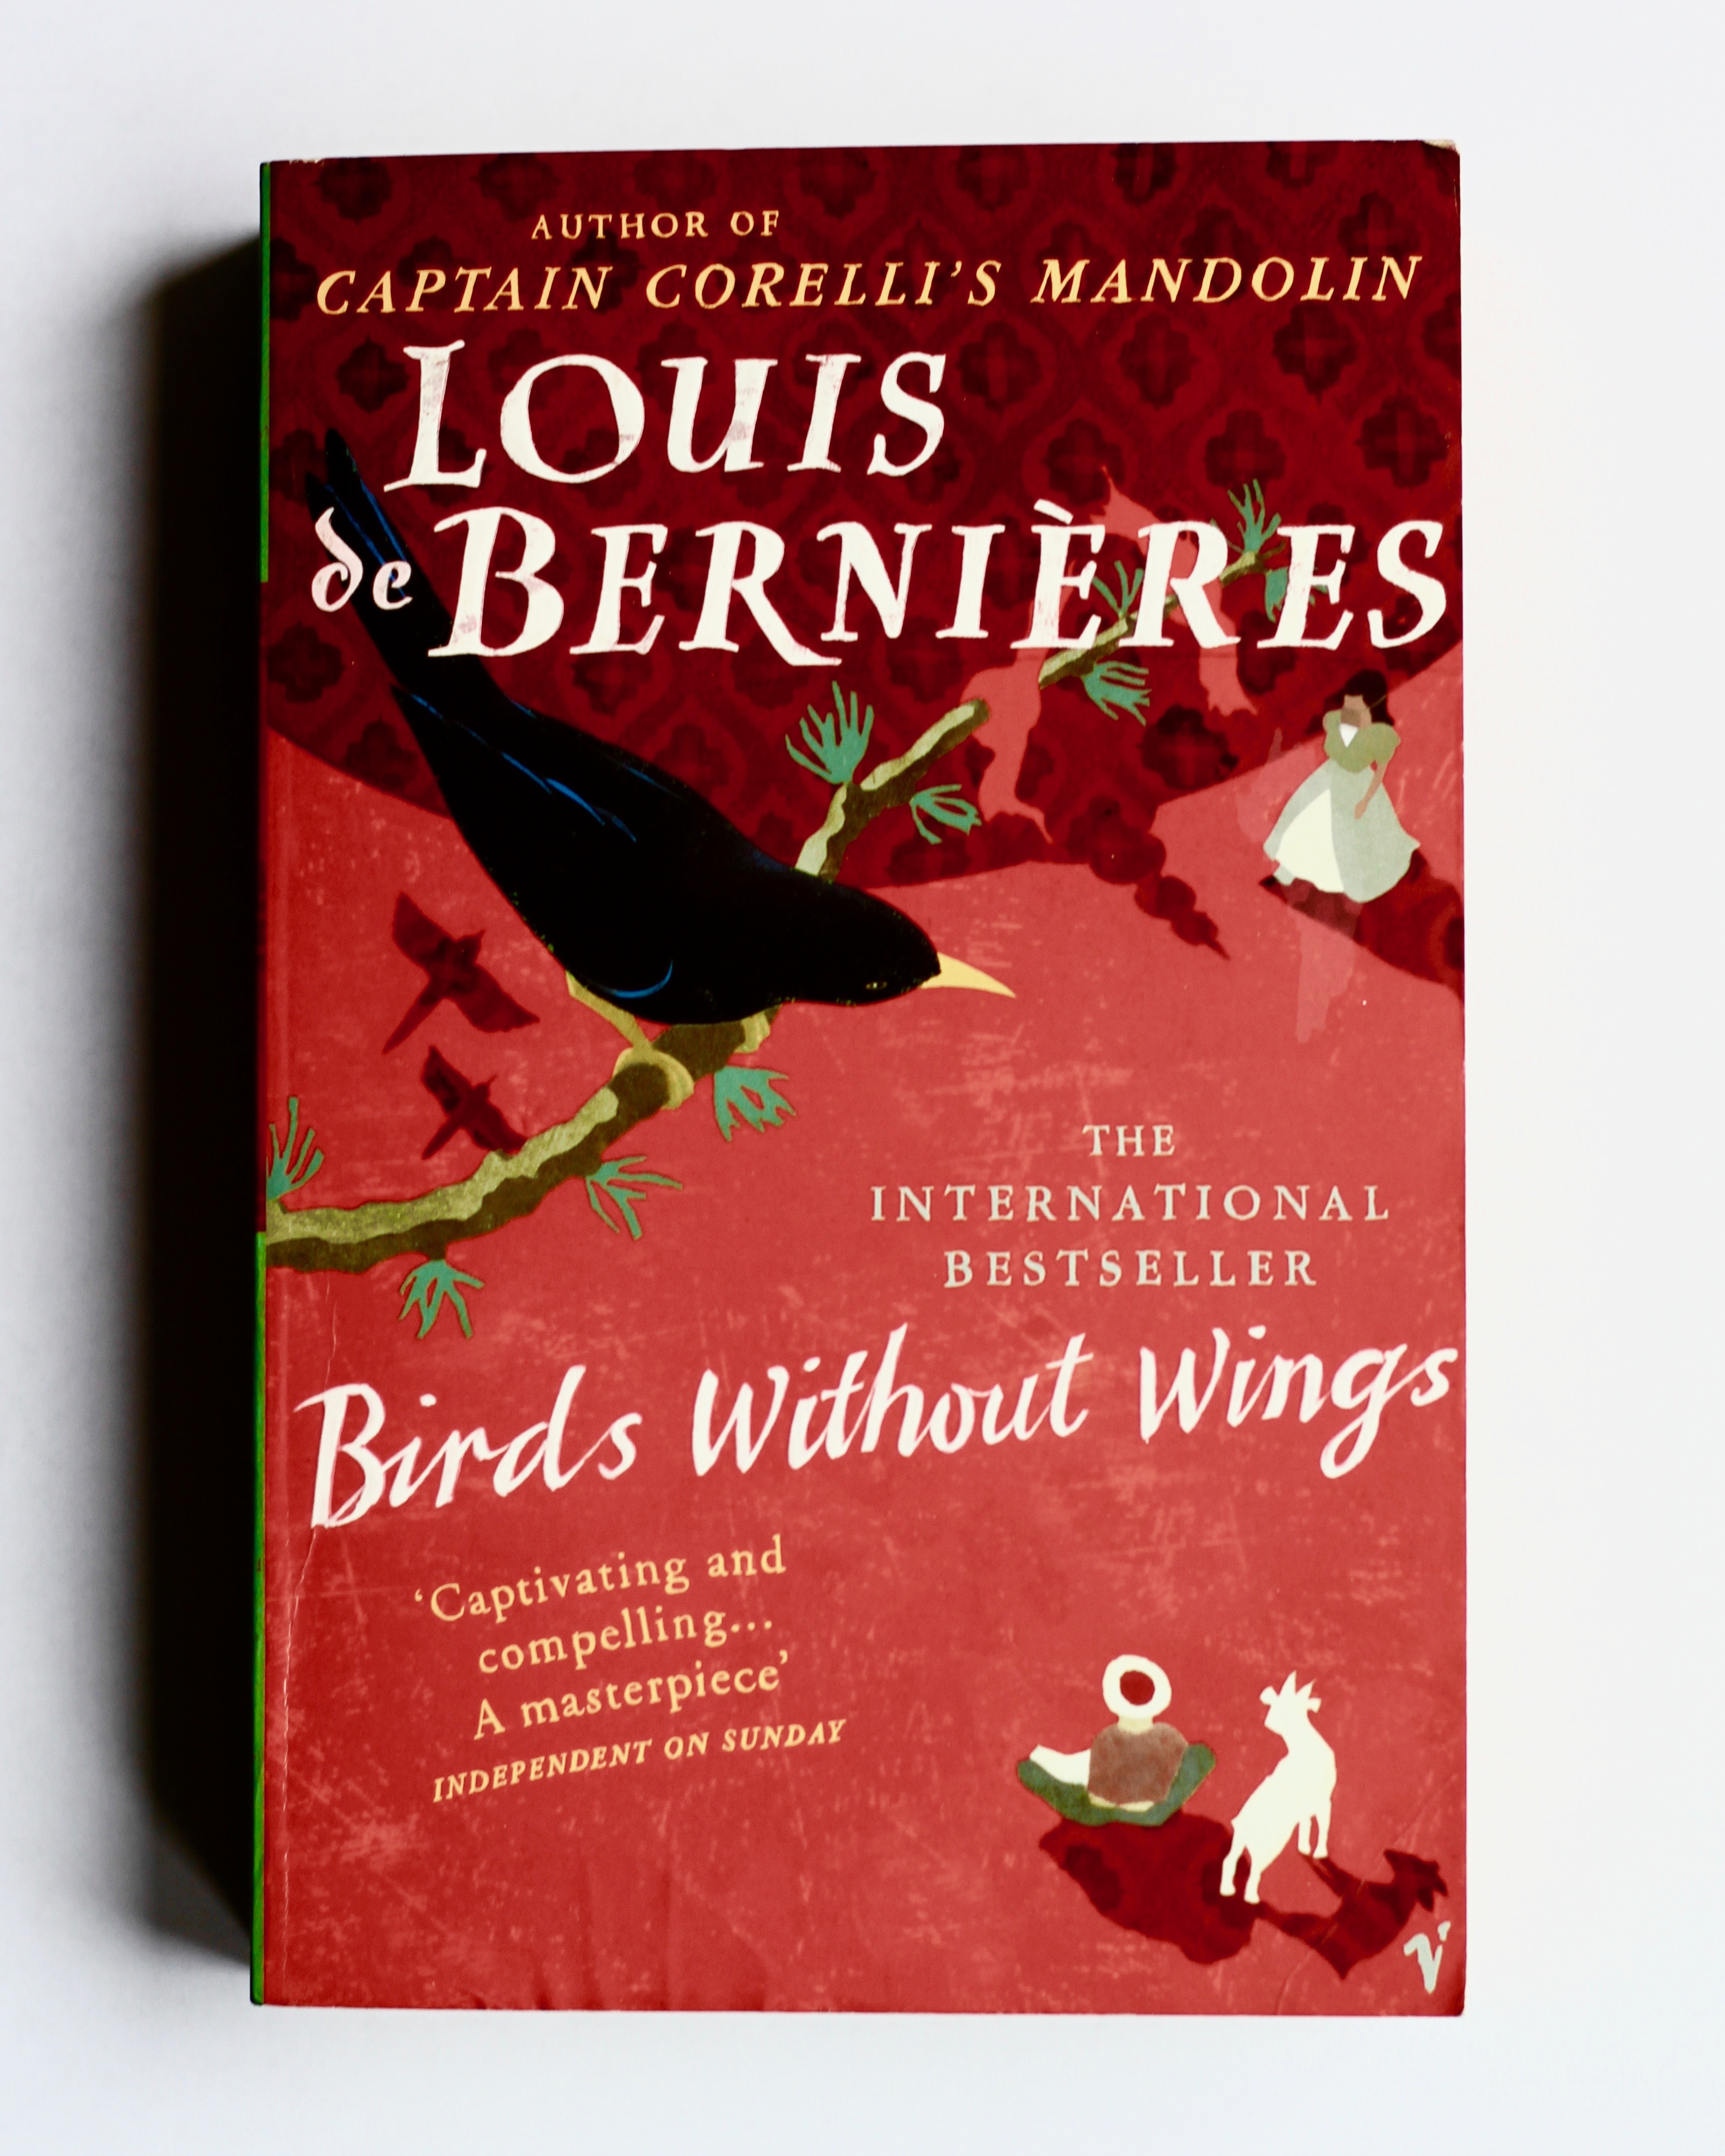 AUTHOR OF
CAPTAIN CORELLI'S MANDOLIN
LOUIS
de BERNIÈRES
THE
INTERNATIONAL
BESTSELLER
Birds Without Wings
‘Captivating and
compelling...
A masterpiece’
INDEPENDENT ON SUNDAY